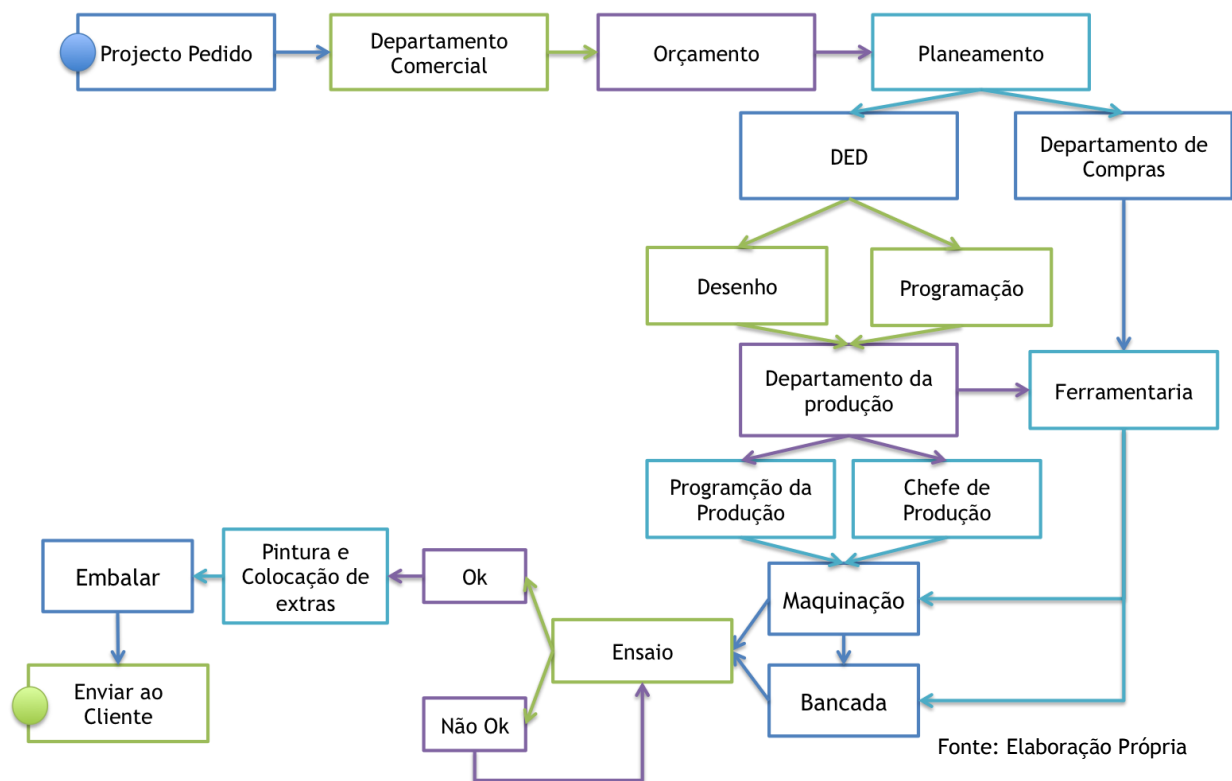 Projecto Pedido
Departamento
Comercial
Orçamento
Planeamento
DED
Departamento de
Compras
Desenho
Programação
Departamento da
produção
Ferramentaria
Programção da
Produção
Chefe de
Produção
Embalar
Pintura e
Colocação de
extras
Ok
Maquinação
Ensaio
Enviar ao
Cliente
Não Ok
Bancada
Fonte: Elaboração Própria